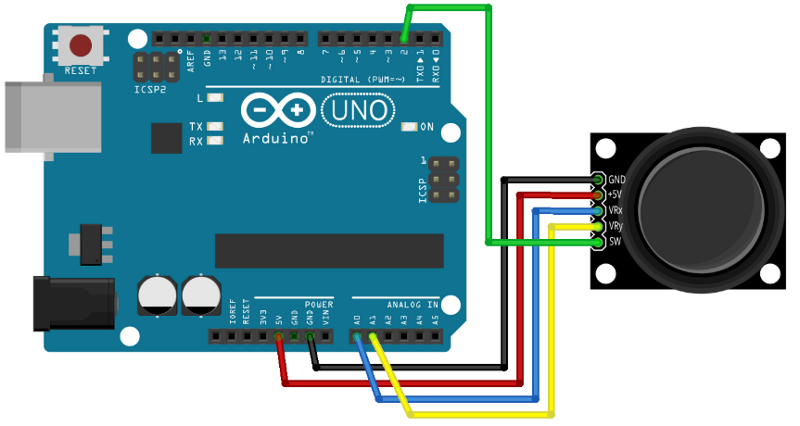 RESET
ICSP2
AREF
GND
13
12
~11
~10
~9
8
7
~6
~5
4
~3
2
TX0▶1
RX0◀0
DIGITAL (PWM=~)
L
TX
RX
UNO
Arduino™
ON
1
ICSP
GND
+5V
VRx
VRy
SW
POWER
ANALOG IN
IOREF
RESET
3V3
5V
GND
GND
VIN
A0
A1
A2
A3
A4
A5